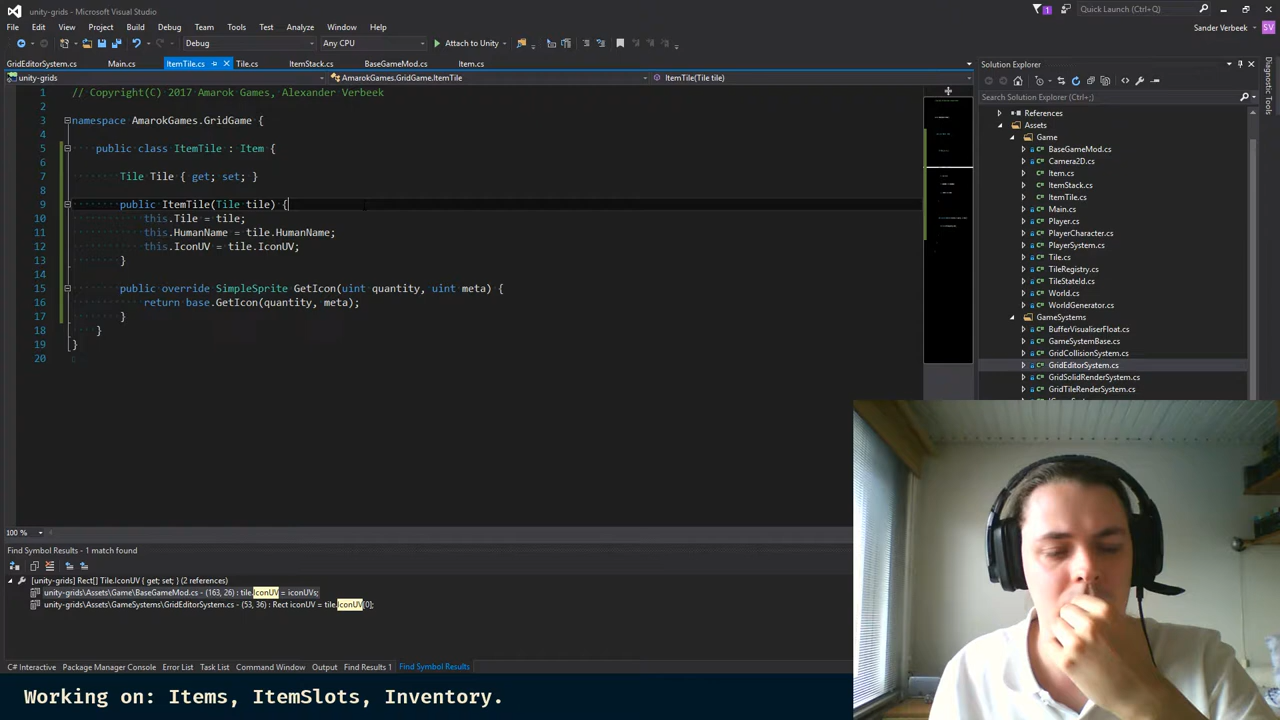 unity-grids - Microsoft Visual Studio
1
Quick Launch (Ctrl+Q)
File Edit View Project Build Debug Team Tools Architecture Test ReSharper Analyze Window Help
Sander Verbeek SV
Debug Any CPU Attach to Unity
GridEditorSystem.cs Main.cs ItemTile.cs Tile.cs ItemStack.cs BaseGameMod.cs Item.cs
unity-grids AmarokGames.GridGame.ItemTile ItemTile(Tile tile)
1 // Copyright(C) 2017 Amarok Games, Alexander Verbeek
2
3 namespace AmarokGames.GridGame {
4
5 public class ItemTile : Item {
6
7 Tile Tile { get; set; }
8
9 public ItemTile(Tile tile) {
10 this.Tile = tile;
11 this.HumanName = tile.HumanName;
12 this.IconUV = tile.IconUV;
13 }
14
15 public override SimpleSprite GetIcon(uint quantity, uint meta) {
16 return base.GetIcon(quantity, meta);
17 }
18 }
19 }
20
100 %
Solution Explorer
Search Solution Explorer (Ctrl+;)
References
Assets
Game
BaseGameMod.cs
Camera2D.cs
Item.cs
ItemStack.cs
ItemTile.cs
Main.cs
Player.cs
PlayerCharacter.cs
PlayerSystem.cs
Tile.cs
TileRegistry.cs
TileStateId.cs
World.cs
WorldGenerator.cs
GameSystems
BufferVisualiserFloat.cs
GameSystemBase.cs
GridCollisionSystem.cs
GridEditorSystem.cs
GridSolidRenderSystem.cs
GridTileRenderSystem.cs
Diagnostic Tools
Find Symbol Results - 1 match found
[unity-grids] Rect[] Tile.IconUV { get; set; } (2 references)
unity-grids\Assets\Game\BaseGameMod.cs - (163, 26) : tile.IconUV = iconUVs;
unity-grids\Assets\GameSystems\GridEditorSystem.cs - (53, 36) : Rect iconUV = tile.IconUV[0];
C# Interactive Package Manager Console Error List Task List Command Window Output Find Results 1 Find Symbol Results
Working on: Items, ItemSlots, Inventory.